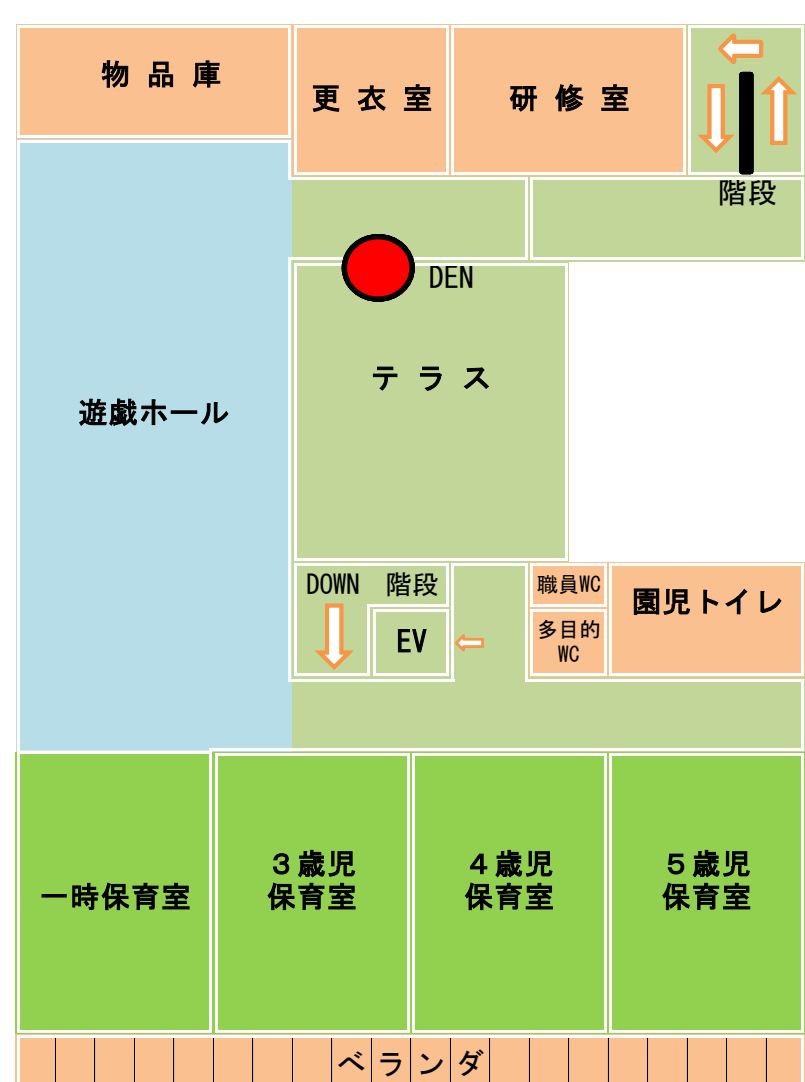 物 品 庫
更 衣 室
研 修 室
階段
DEN
テ ラ ス
遊戯ホール
DOWN 階段
EV
職員WC
多目的
WC
園児トイレ
一時保育室
３歳児
保育室
４歳児
保育室
５歳児
保育室
ベランダ